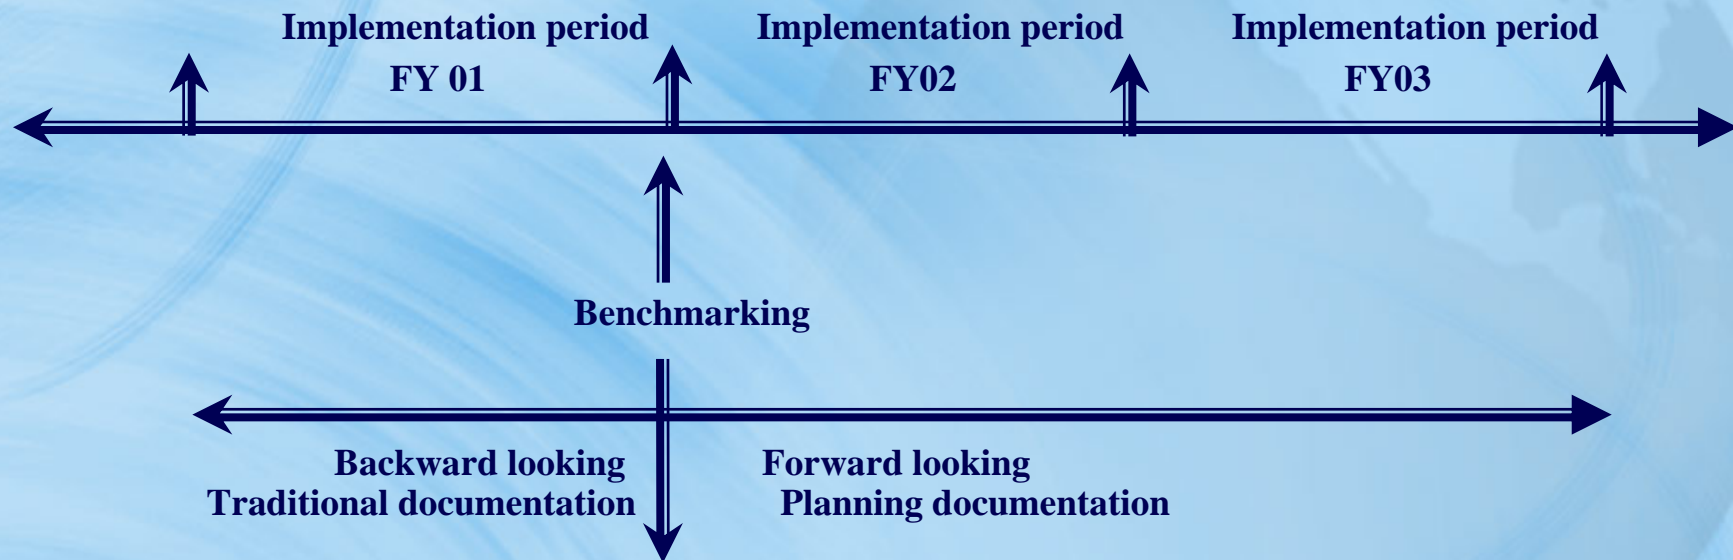 Implementation period Implementation period Implementation period
FY 01 FY02 FY03
Benchmarking
Backward looking Forward looking
Traditional documentation Planning documentation